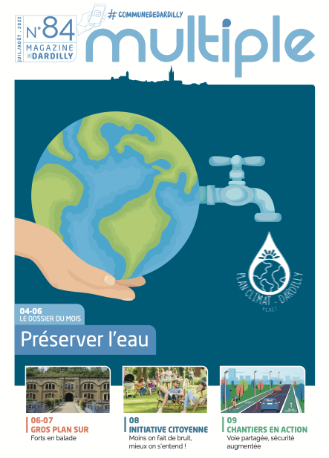 JUIL./AOÛT . 2022
N°84
MAGAZINE
DARDILLY
#COMMUNEDEDARDILLY
multiple
PLAN CLIMAT - DARDILLY
04-06
LE DOSSIER DU MOIS
Préserver l'eau
06-07
GROS PLAN SUR
Forts en balade
08
INITIATIVE CITOYENNE
Moins on fait de bruit,
mieux on s'entend !
09
CHANTIERS EN ACTION
Voie partagée, sécurité
augmentée